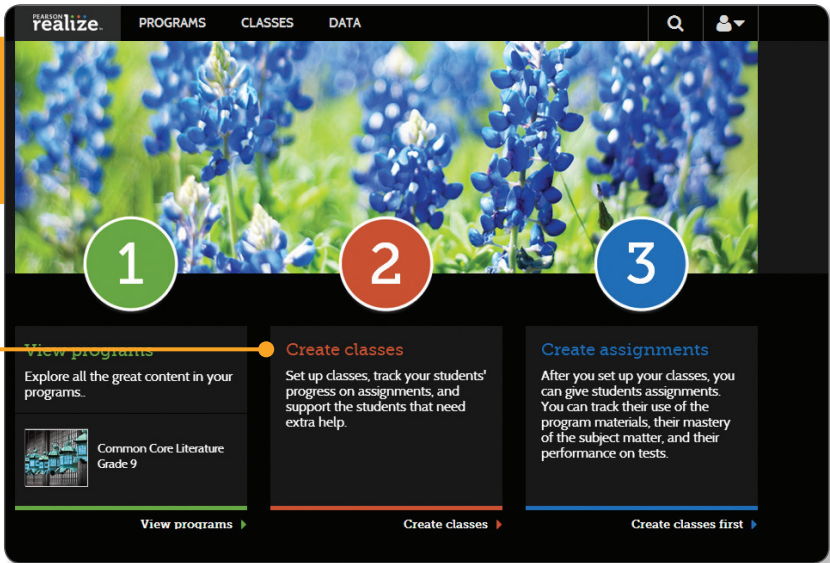 PEARSON
realize™
PROGRAMS
CLASSES
DATA
1
2
3
View programs
Explore all the great content in your
programs..
Common Core Literature
Grade 9
View programs
Create classes
Set up classes, track your students'
progress on assignments, and
support the students that need
extra help.
Create classes
Create assignments
After you set up your classes, you
can give students assignments.
You can track their use of the
program materials, their mastery
of the subject matter, and their
performance on tests.
Create classes first